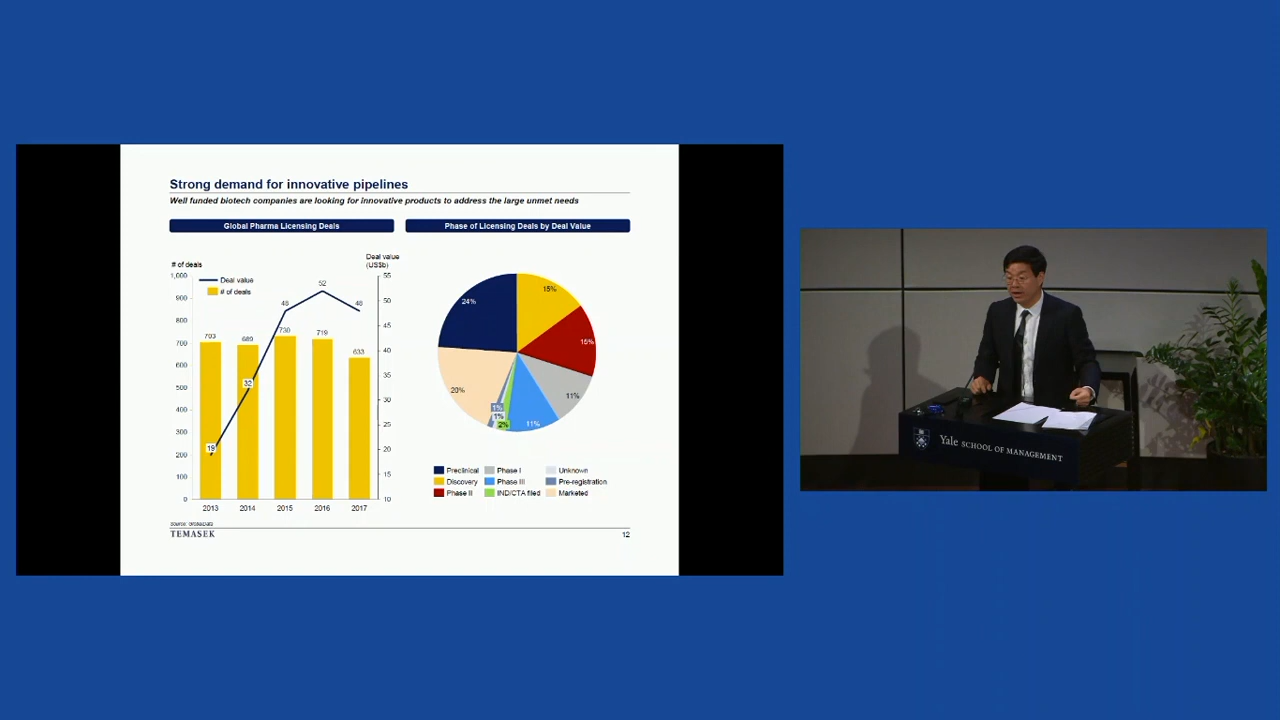 Strong demand for innovative pipelines
Well funded biotech companies are looking for innovative products to address the large unmet needs
Global Pharma Licensing Deals
Phase of Licensing Deals by Deal Value
# of deals
Deal value
(US$b)
1,000
900
800
700
600
500
400
300
200
100
0
Deal value
# of deals
703
689
730
719
633
19
32
48
52
48
55
50
45
40
35
30
25
20
15
10
2013
2014
2015
2016
2017
24%
15%
15%
11%
11%
2%
1%
1%
20%
Preclinical
Phase I
Unknown
Discovery
Phase III
Pre-registration
Phase II
IND/CTA filed
Marketed
Source: GlobalData
TEMASEK
12
Yale SCHOOL OF MANAGEMENT